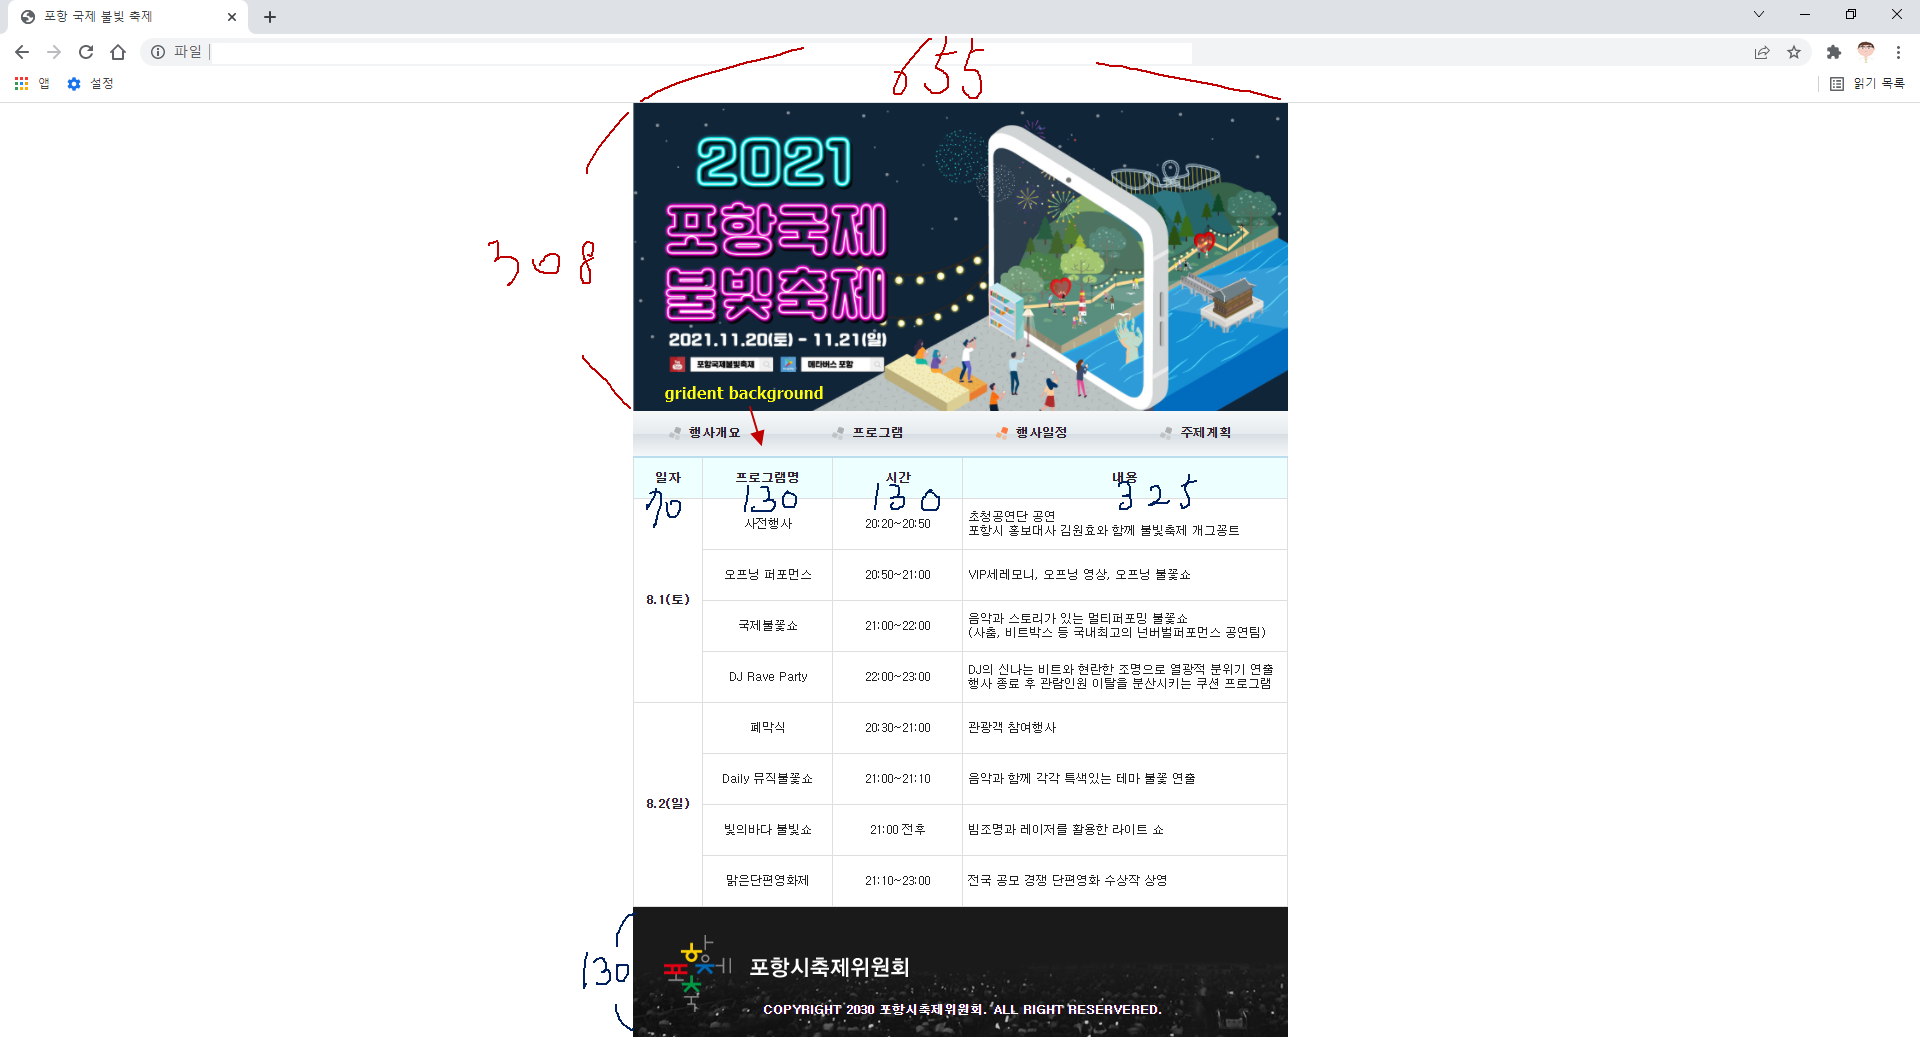 포항 국제 불빛 축제
파일
앱 설정
읽기 목록
655
2021
포항국제
불빛축제
308
2021.11.20(토) - 11.21(일)
포항국제불빛축제 메타버스 포항
grident background
행사개요 프로그램 행사일정 주제계획
일자 프로그램명 시간 내용
70 130 130 325
사전행사 20:20~20:50 초청공연단 공연
포항시 홍보대사 김원효와 함께 불빛축제 개그꽁트
오프닝 퍼포먼스 20:50~21:00 VIP세레모니, 오프닝 영상, 오프닝 불꽃쇼
8.1(토)
국제불꽃쇼 21:00~22:00 음악과 스토리가 있는 멀티퍼포밍 불꽃쇼
(사춤, 비트박스 등 국내최고의 넌버벌퍼포먼스 공연팀)
DJ Rave Party 22:00~23:00 DJ의 신나는 비트와 현란한 조명으로 열광적 분위기 연출
행사 종료 후 관람인원 이탈을 분산시키는 쿠션 프로그램
폐막식 20:30~21:00 관광객 참여행사
Daily 뮤직불꽃쇼 21:00~21:10 음악과 함께 각각 특색있는 테마 불꽃 연출
8.2(일)
빛의바다 불빛쇼 21:00 전후 빔조명과 레이저를 활용한 라이트 쇼
맑은단편영화제 21:10~23:00 전국 공모 경쟁 단편영화 수상작 상영
130
포항시축제위원회
COPYRIGHT 2030 포항시축제위원회. ALL RIGHT RESERVERED.